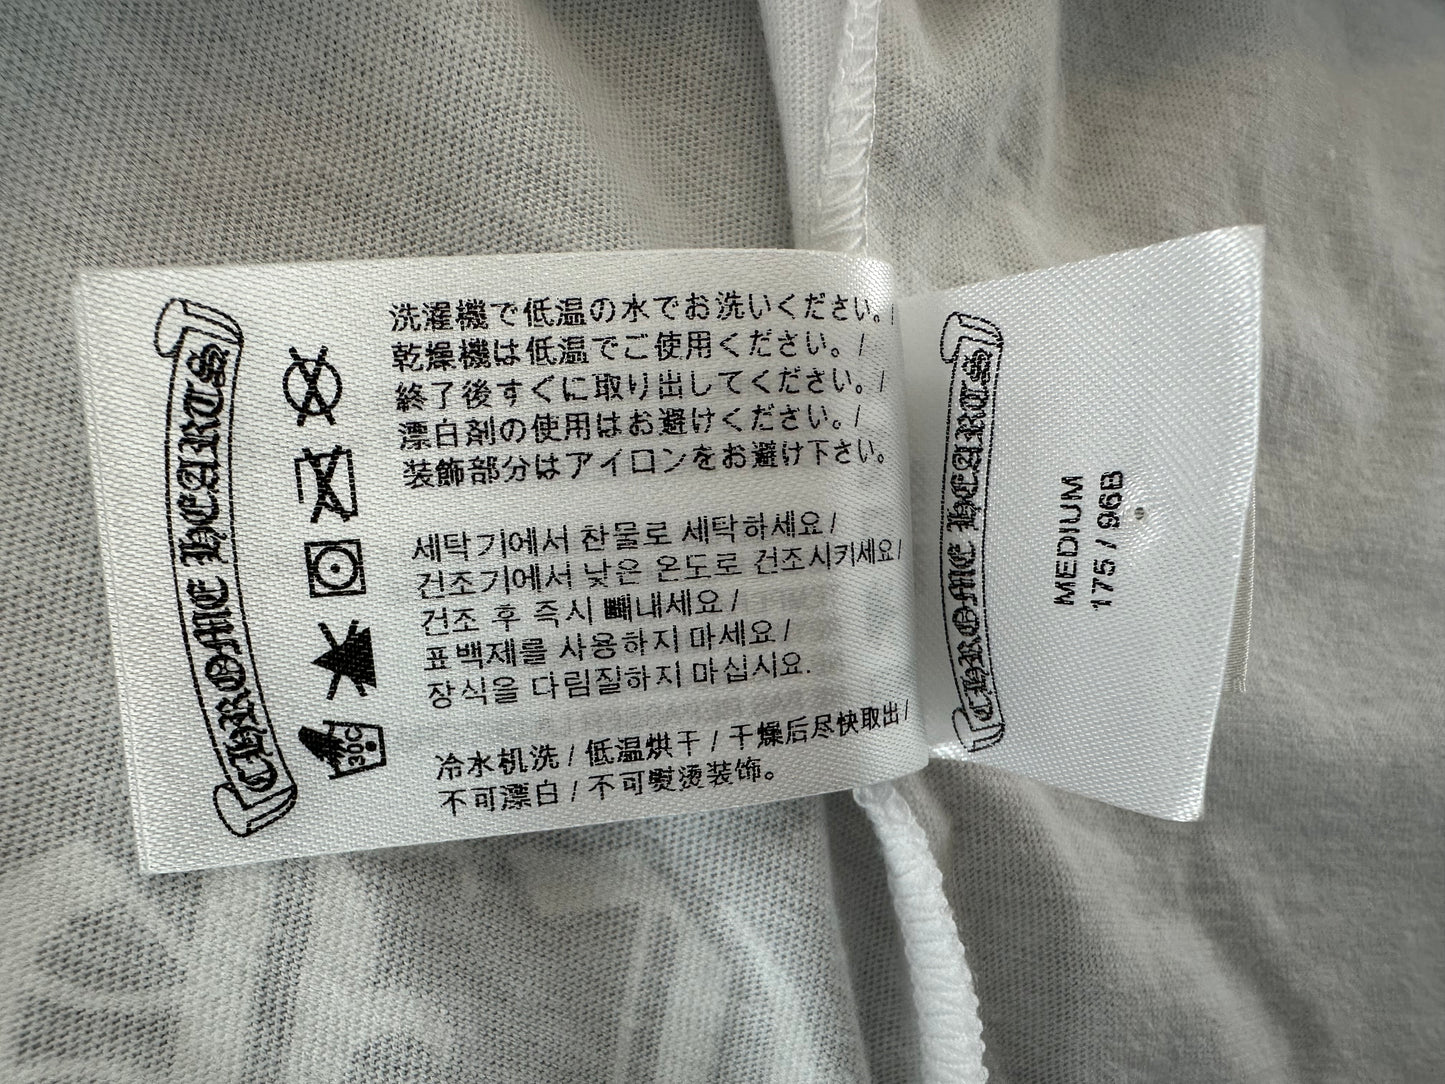 CHROME HEARTS
洗濯機で低温の水でお洗いください。/
乾燥機は低温でご使用ください。/
終了後すぐに取り出してください。/
漂白剤の使用はお避けください。/
装飾部分はアイロンをお避け下さい。
세탁기에서 찬물로 세탁하세요/
건조기에서 낮은 온도로 건조시키세요/
건조 후 즉시 빼내세요/
표백제를 사용하지 마세요/
장식을 다림질하지 마십시요.
冷水机洗 / 低温烘干 / 干燥后尽快取出/
不可漂白 / 不可熨烫装饰。
30C
CHROME HEARTS
MEDIUM
175 / 96B